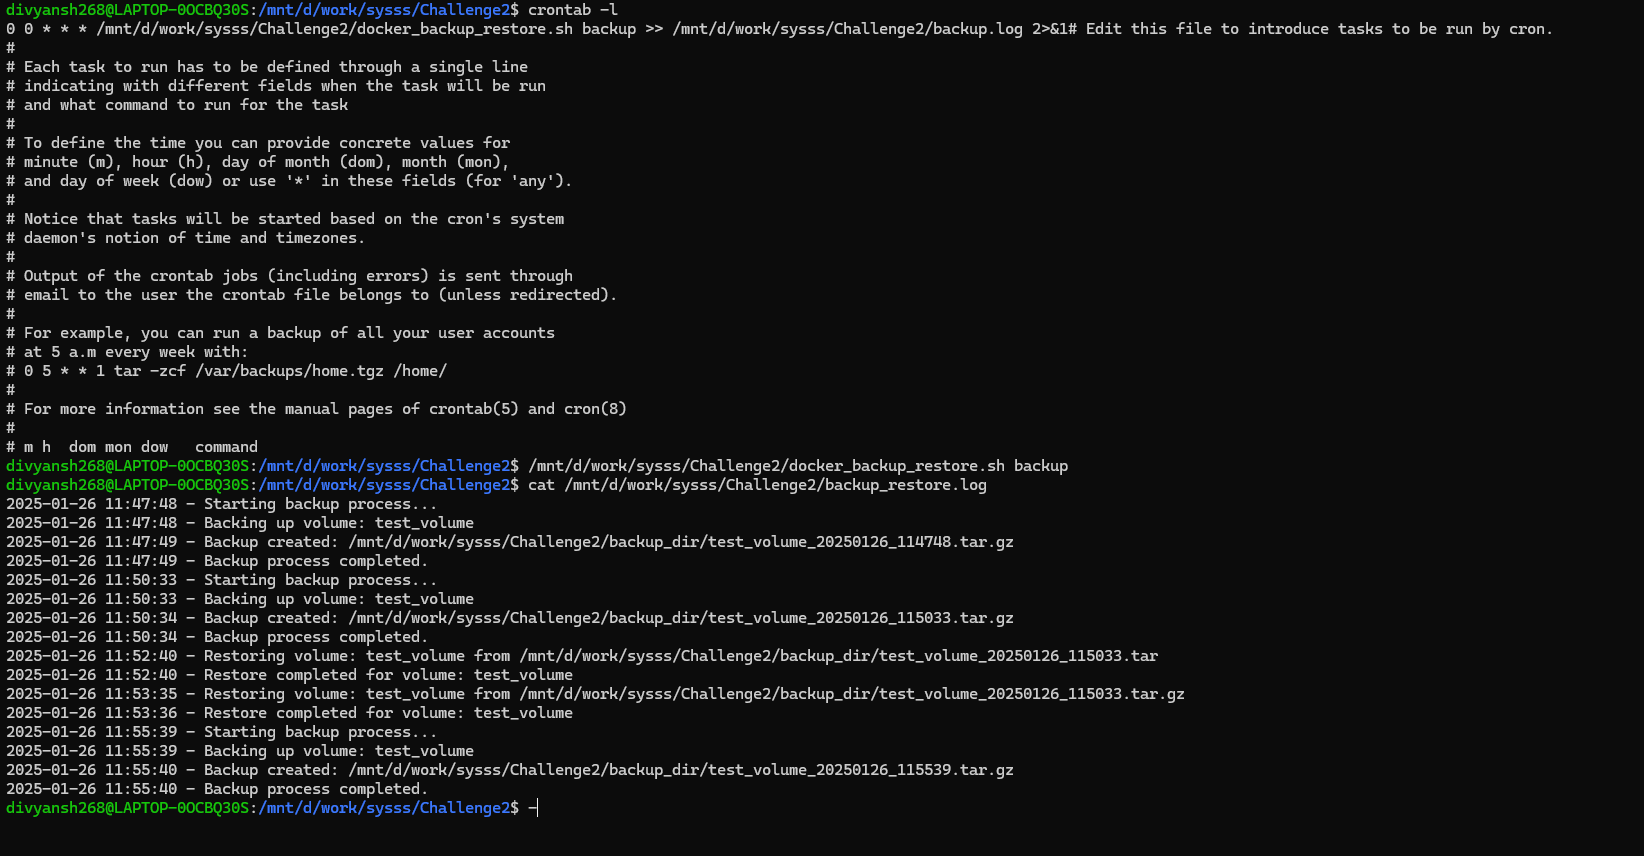 divyansh268@LAPTOP-0OCBQ30S:/mnt/d/work/sysss/Challenge2$ crontab -l
0 0 * * * /mnt/d/work/sysss/Challenge2/docker_backup_restore.sh backup >> /mnt/d/work/sysss/Challenge2/backup.log 2>&1# Edit this file to introduce tasks to be run by cron.
#
# Each task to run has to be defined through a single line
# indicating with different fields when the task will be run
# and what command to run for the task
#
# To define the time you can provide concrete values for
# minute (m), hour (h), day of month (dom), month (mon),
# and day of week (dow) or use '*' in these fields (for 'any').
#
# Notice that tasks will be started based on the cron's system
# daemon's notion of time and timezones.
#
# Output of the crontab jobs (including errors) is sent through
# email to the user the crontab file belongs to (unless redirected).
#
# For example, you can run a backup of all your user accounts
# at 5 a.m every week with:
# 0 5 * * 1 tar -zcf /var/backups/home.tgz /home/
#
# For more information see the manual pages of crontab(5) and cron(8)
#
# m h  dom mon dow   command
divyansh268@LAPTOP-0OCBQ30S:/mnt/d/work/sysss/Challenge2$ /mnt/d/work/sysss/Challenge2/docker_backup_restore.sh backup
divyansh268@LAPTOP-0OCBQ30S:/mnt/d/work/sysss/Challenge2$ cat /mnt/d/work/sysss/Challenge2/backup_restore.log
2025-01-26 11:47:48 - Starting backup process...
2025-01-26 11:47:48 - Backing up volume: test_volume
2025-01-26 11:47:49 - Backup created: /mnt/d/work/sysss/Challenge2/backup_dir/test_volume_20250126_114748.tar.gz
2025-01-26 11:47:49 - Backup process completed.
2025-01-26 11:50:33 - Starting backup process...
2025-01-26 11:50:33 - Backing up volume: test_volume
2025-01-26 11:50:34 - Backup created: /mnt/d/work/sysss/Challenge2/backup_dir/test_volume_20250126_115033.tar.gz
2025-01-26 11:50:34 - Backup process completed.
2025-01-26 11:52:40 - Restoring volume: test_volume from /mnt/d/work/sysss/Challenge2/backup_dir/test_volume_20250126_115033.tar
2025-01-26 11:52:40 - Restore completed for volume: test_volume
2025-01-26 11:53:35 - Restoring volume: test_volume from /mnt/d/work/sysss/Challenge2/backup_dir/test_volume_20250126_115033.tar.gz
2025-01-26 11:53:36 - Restore completed for volume: test_volume
2025-01-26 11:55:39 - Starting backup process...
2025-01-26 11:55:39 - Backing up volume: test_volume
2025-01-26 11:55:40 - Backup created: /mnt/d/work/sysss/Challenge2/backup_dir/test_volume_20250126_115539.tar.gz
2025-01-26 11:55:40 - Backup process completed.
divyansh268@LAPTOP-0OCBQ30S:/mnt/d/work/sysss/Challenge2$ -